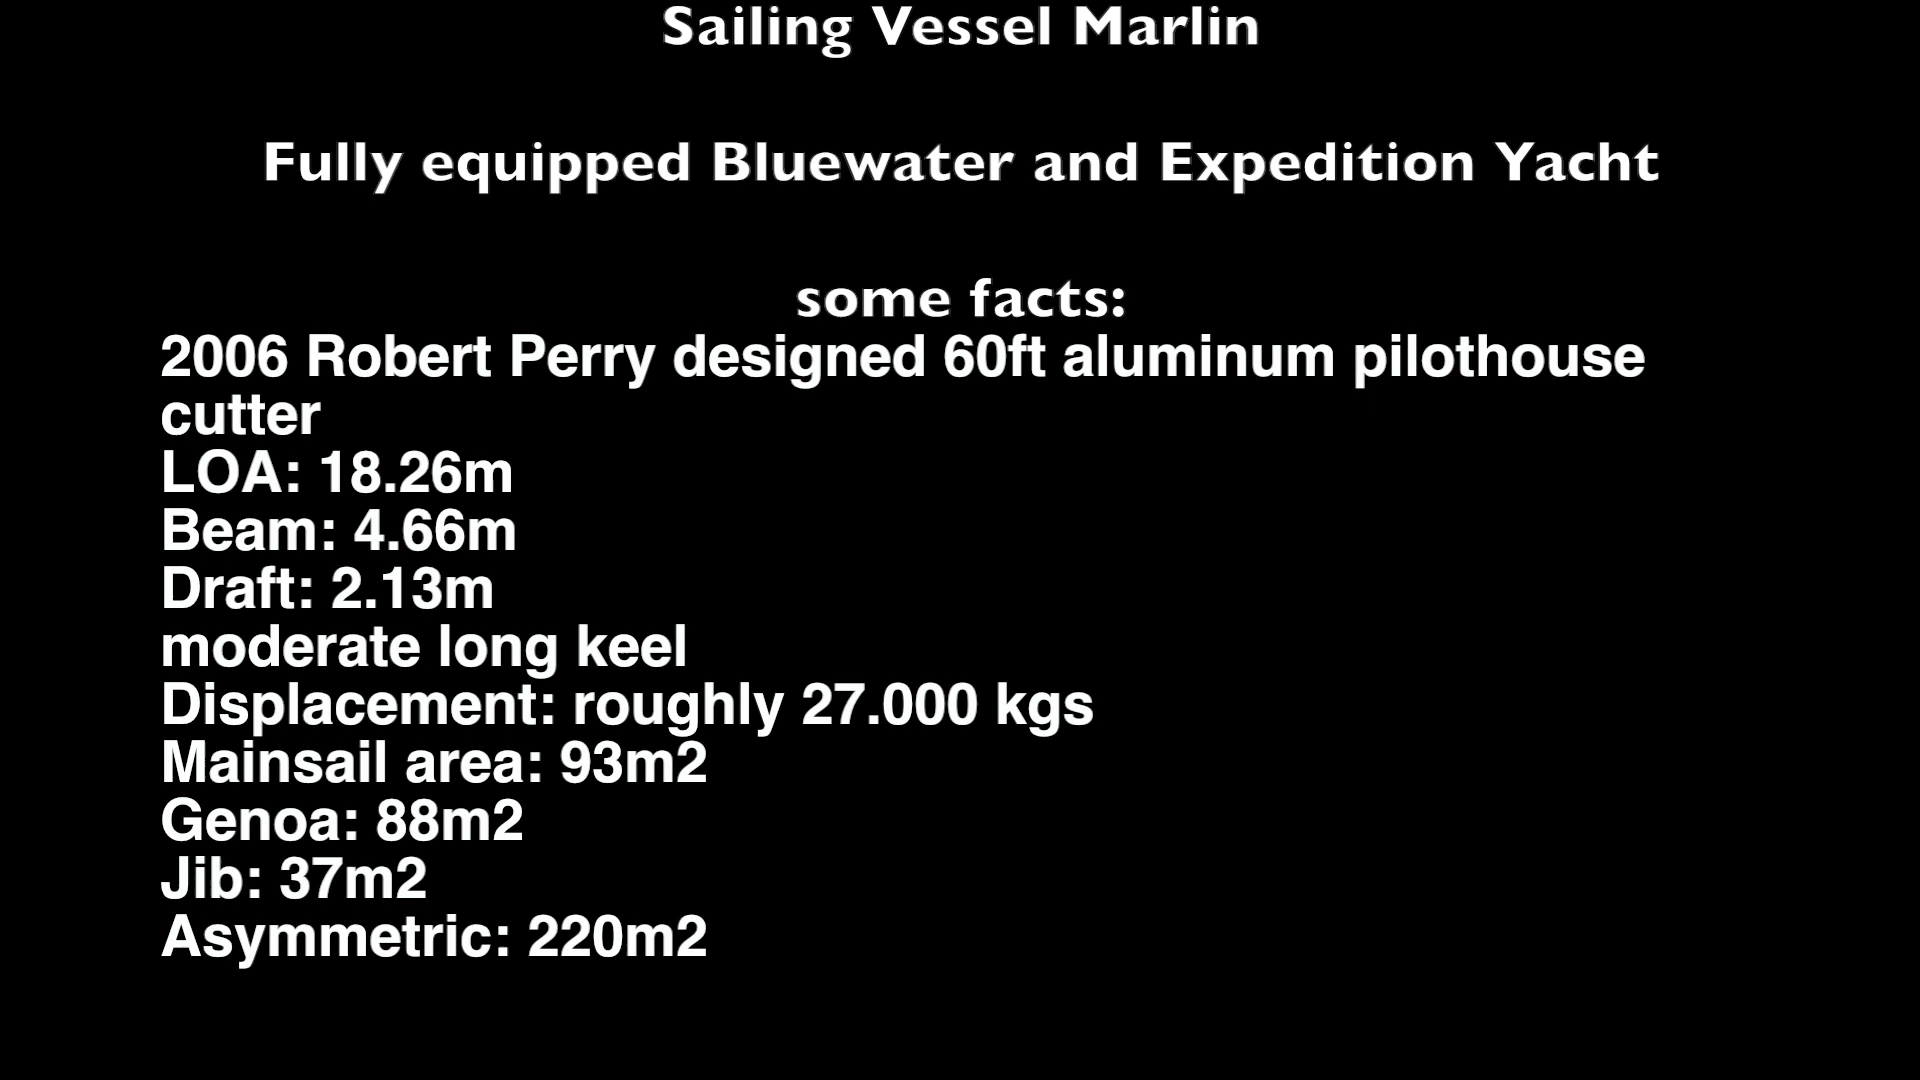 Sailing Vessel Marlin
Fully equipped Bluewater and Expedition Yacht
some facts:
2006 Robert Perry designed 60ft aluminum pilothouse
cutter
LOA: 18.26m
Beam: 4.66m
Draft: 2.13m
moderate long keel
Displacement: roughly 27.000 kgs
Mainsail area: 93m2
Genoa: 88m2
Jib: 37m2
Asymmetric: 220m2